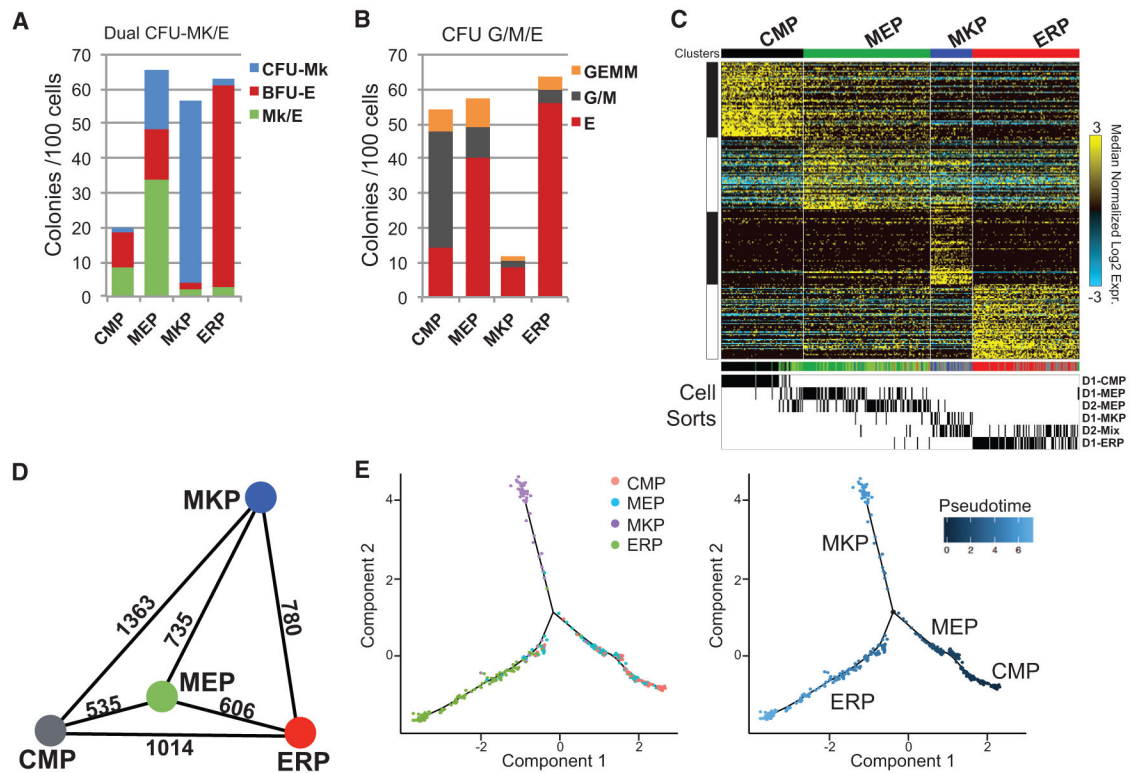 A
Dual CFU-MK/E
Colonies /100 cells
70
60
50
40
30
20
10
0
CMP
MEP
MKP
ERP
CFU-Mk
BFU-E
Mk/E
B
CFU G/M/E
Colonies /100 cells
70
60
50
40
30
20
10
0
CMP
MEP
MKP
ERP
GEMM
G/M
E
C
CMP
MEP
MKP
ERP
Clusters
3
-3
Median Normalized Log2 Expr.
Cell
Sorts
D1-CMP
D1-MEP
D2-MEP
D1-MKP
D2-Mix
D1-ERP
D
MKP
1363
735
780
MEP
535
606
CMP
1014
ERP
E
Component 2
4
2
0
-2
0
2
Component 1
CMP
MEP
MKP
ERP
Component 2
4
2
0
-2
0
2
Component 1
Pseudotime
0 2 4 6
MKP
MEP
CMP
ERP